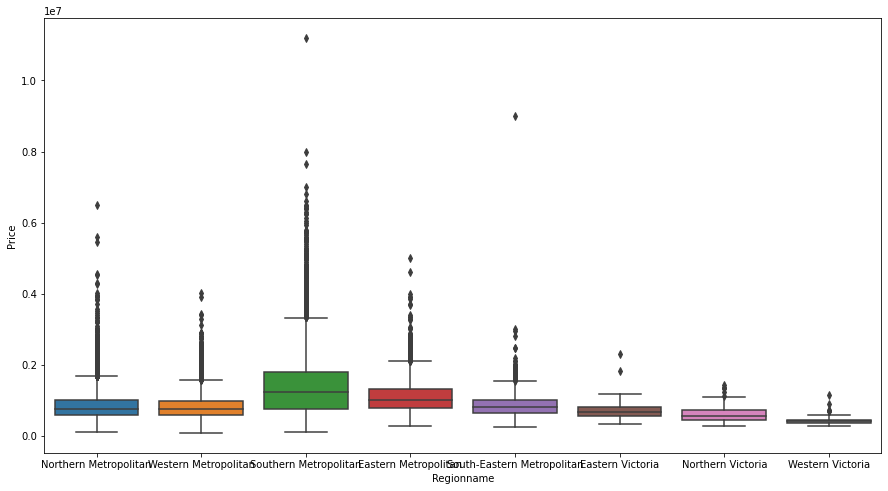 1e7
1.0
0.8
0.6
0.4
0.2
0.0
Price
Northern Metropolitan Western Metropolitan Southern Metropolitan Eastern Metropolitan South-Eastern Metropolitan Eastern Victoria Northern Victoria Western Victoria
Regionname